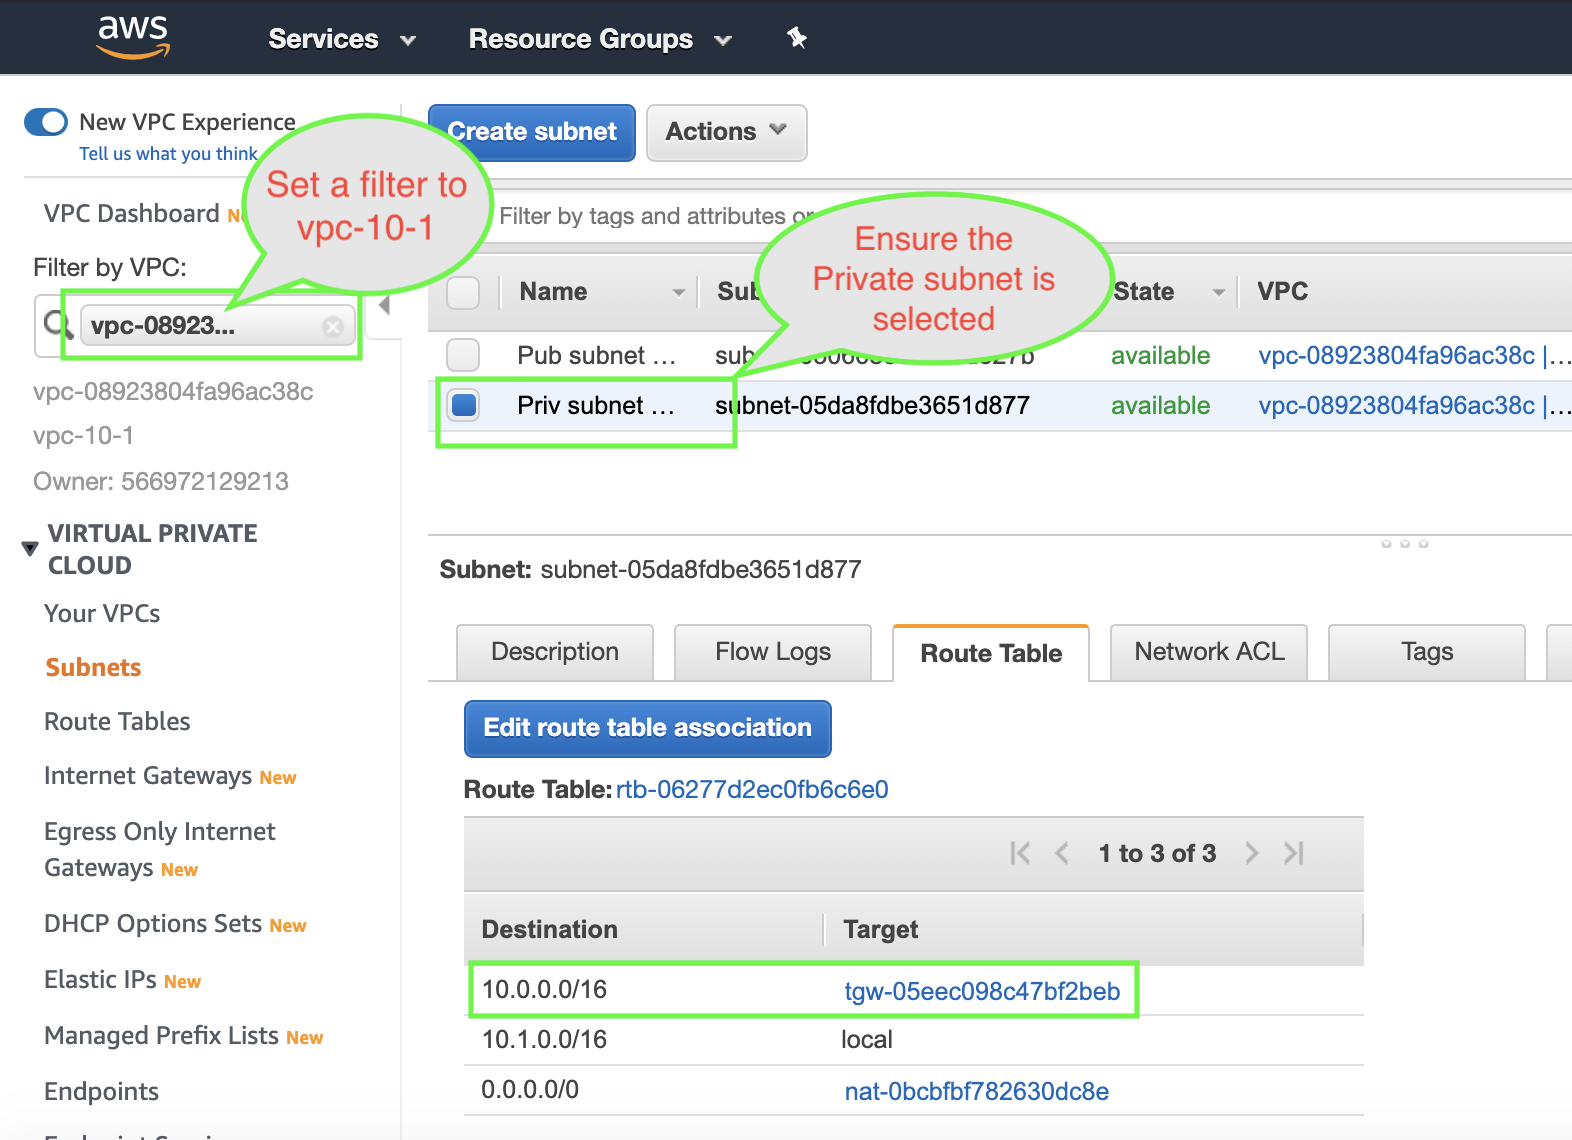 aws Services Resource Groups
New VPC Experience
Tell us what you think
Create subnet Actions
Set a filter to
vpc-10-1
VPC Dashboard
Filter by tags and attributes or
Ensure the
Private subnet is
selected
Filter by VPC:
vpc-08923...
Name State VPC
Pub subnet ... available vpc-08923804fa96ac38c |...
Priv subnet ... subnet-05da8fdbe3651d877 available vpc-08923804fa96ac38c |...
vpc-08923804fa96ac38c
vpc-10-1
Owner: 566972129213
VIRTUAL PRIVATE
CLOUD
Your VPCs
Subnets
Route Tables
Internet Gateways New
Egress Only Internet
Gateways New
DHCP Options Sets New
Elastic IPs New
Managed Prefix Lists New
Endpoints
Subnet: subnet-05da8fdbe3651d877
Description Flow Logs Route Table Network ACL Tags
Edit route table association
Route Table: rtb-06277d2ec0fb6c6e0
1 to 3 of 3
Destination Target
10.0.0.0/16 tgw-05eec098c47bf2beb
10.1.0.0/16 local
0.0.0.0/0 nat-0bcbfbf782630dc8e